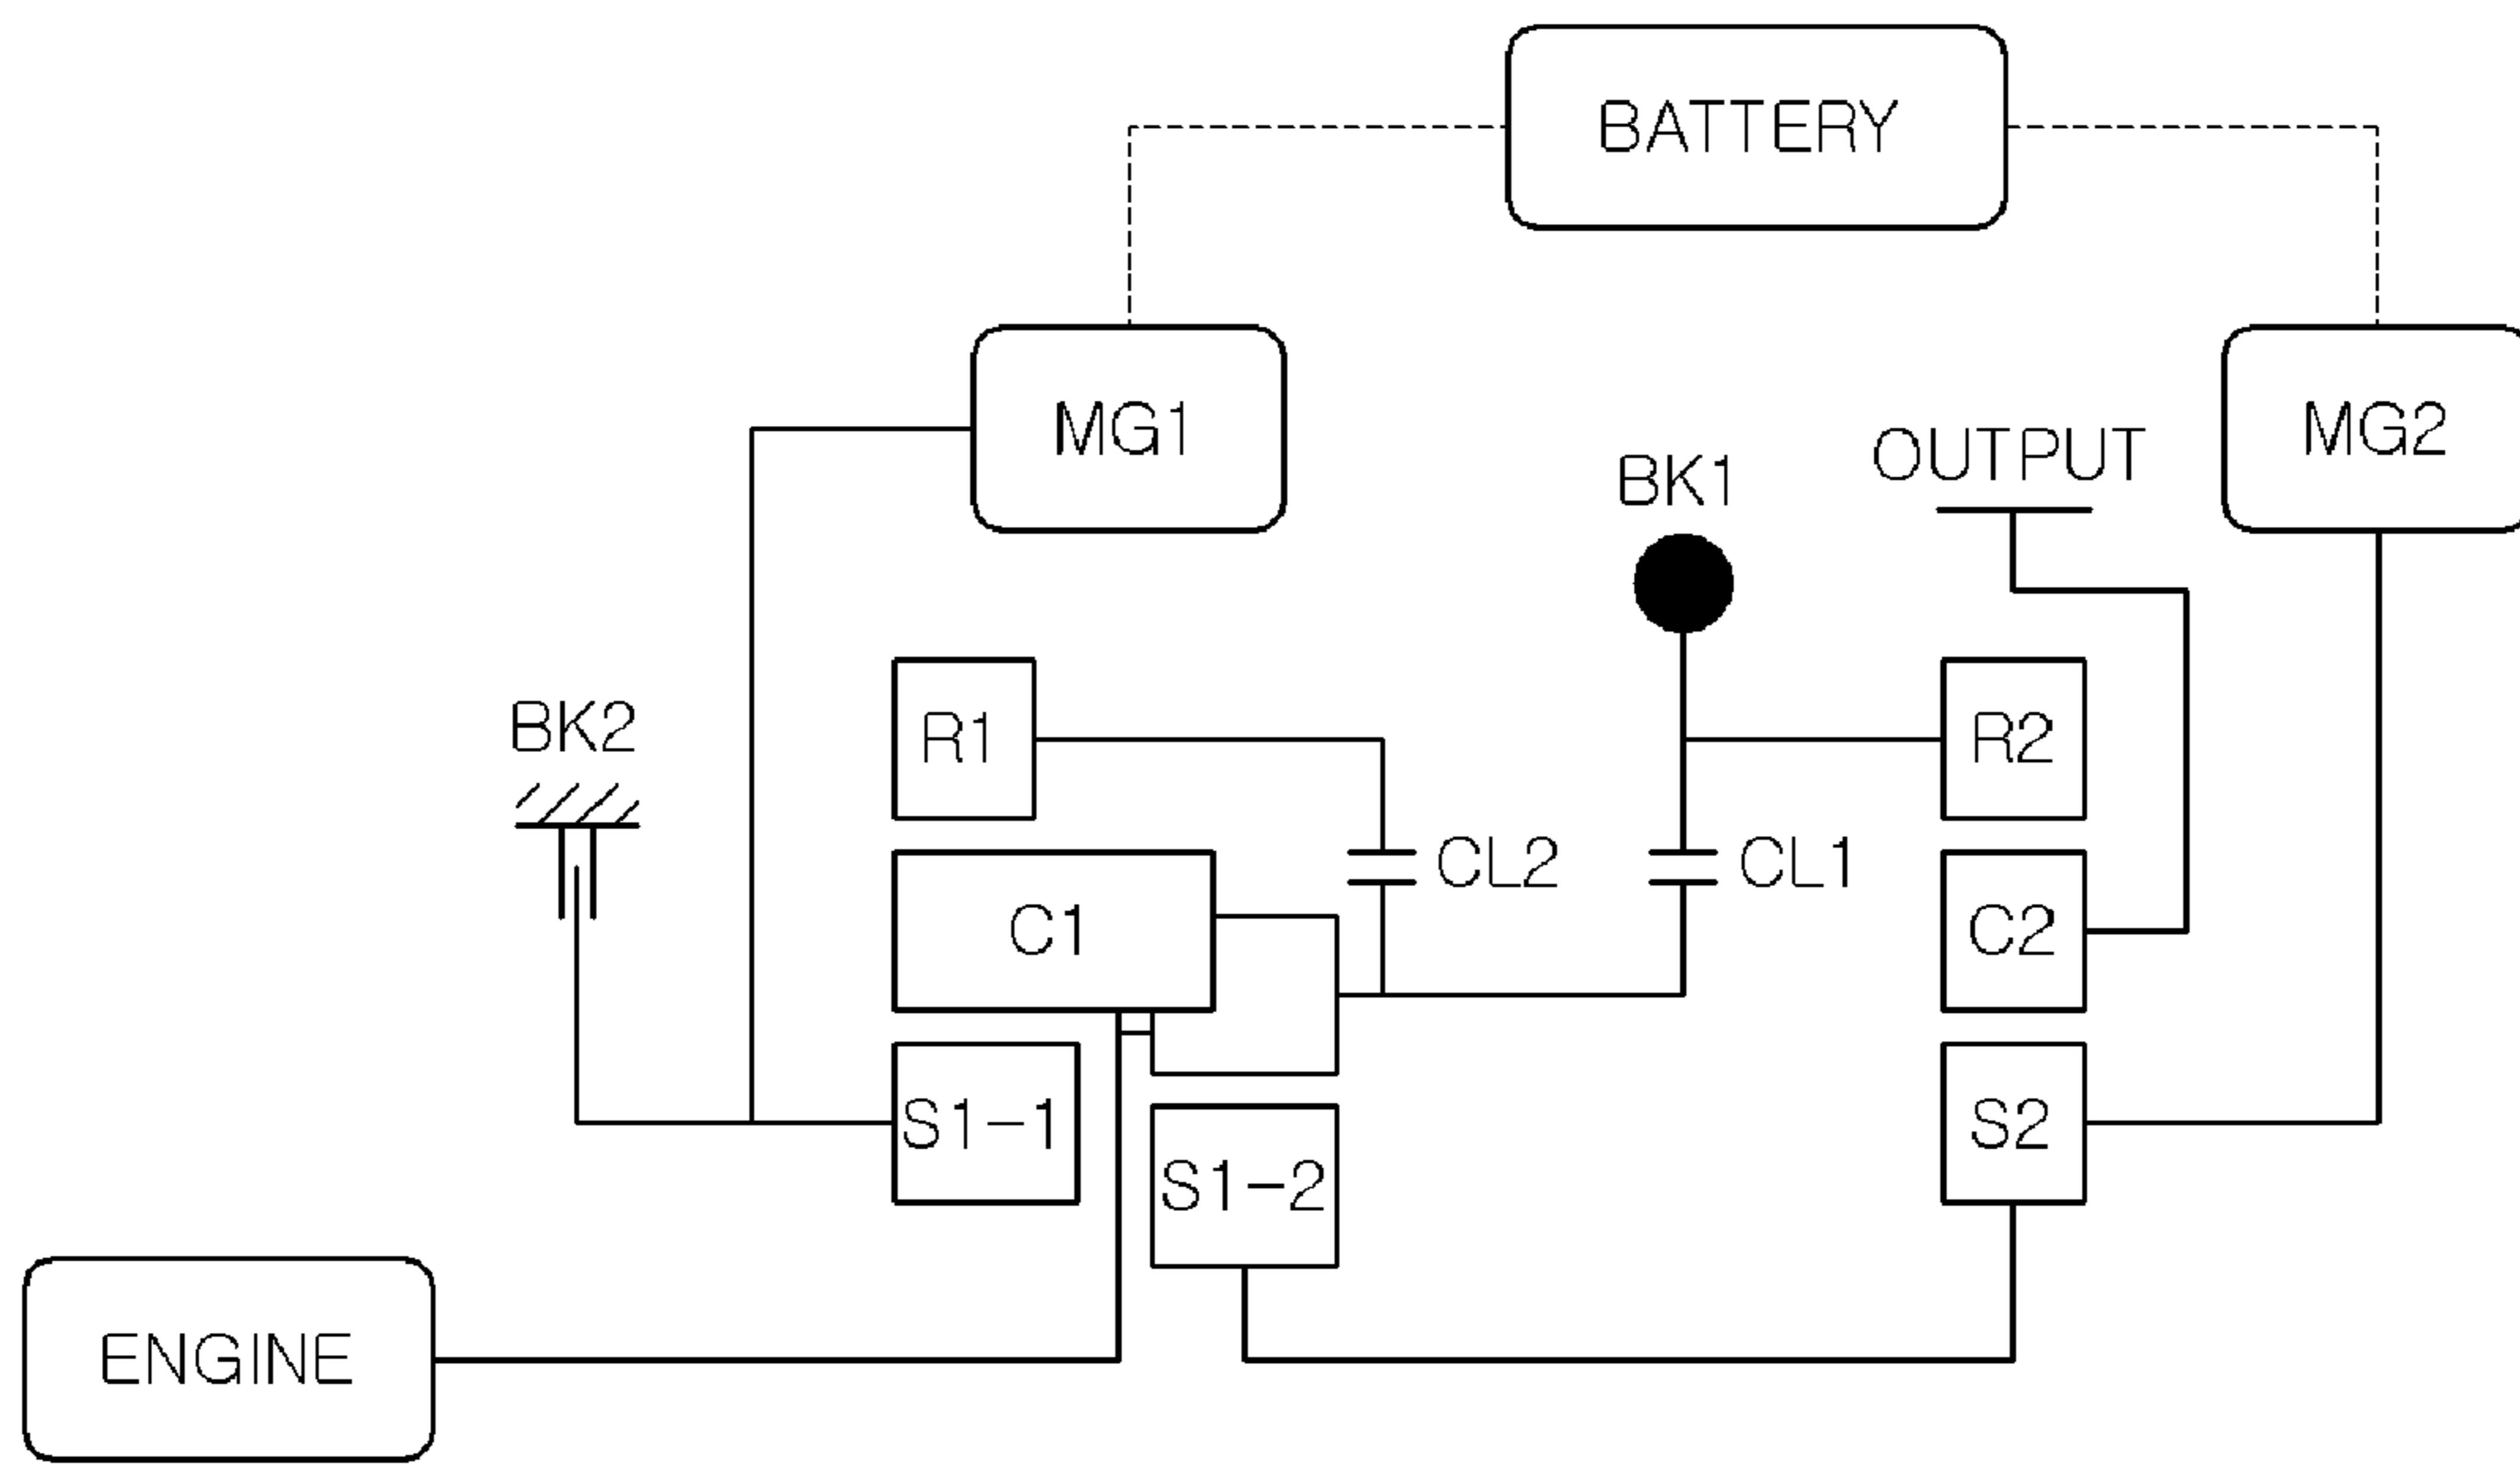 BATTERY
MG1
MG2
OUTPUT
BK1
BK2
R1
R2
CL2
CL1
C1
C2
S1-1
S2
S1-2
ENGINE